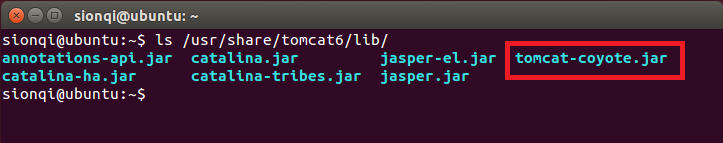 sionqi@ubuntu: ~
sionqi@ubuntu:~$ ls /usr/share/tomcat6/lib/
annotations-api.jar  catalina.jar         jasper-el.jar  tomcat-coyote.jar
catalina-ha.jar      catalina-tribes.jar  jasper.jar
sionqi@ubuntu:~$